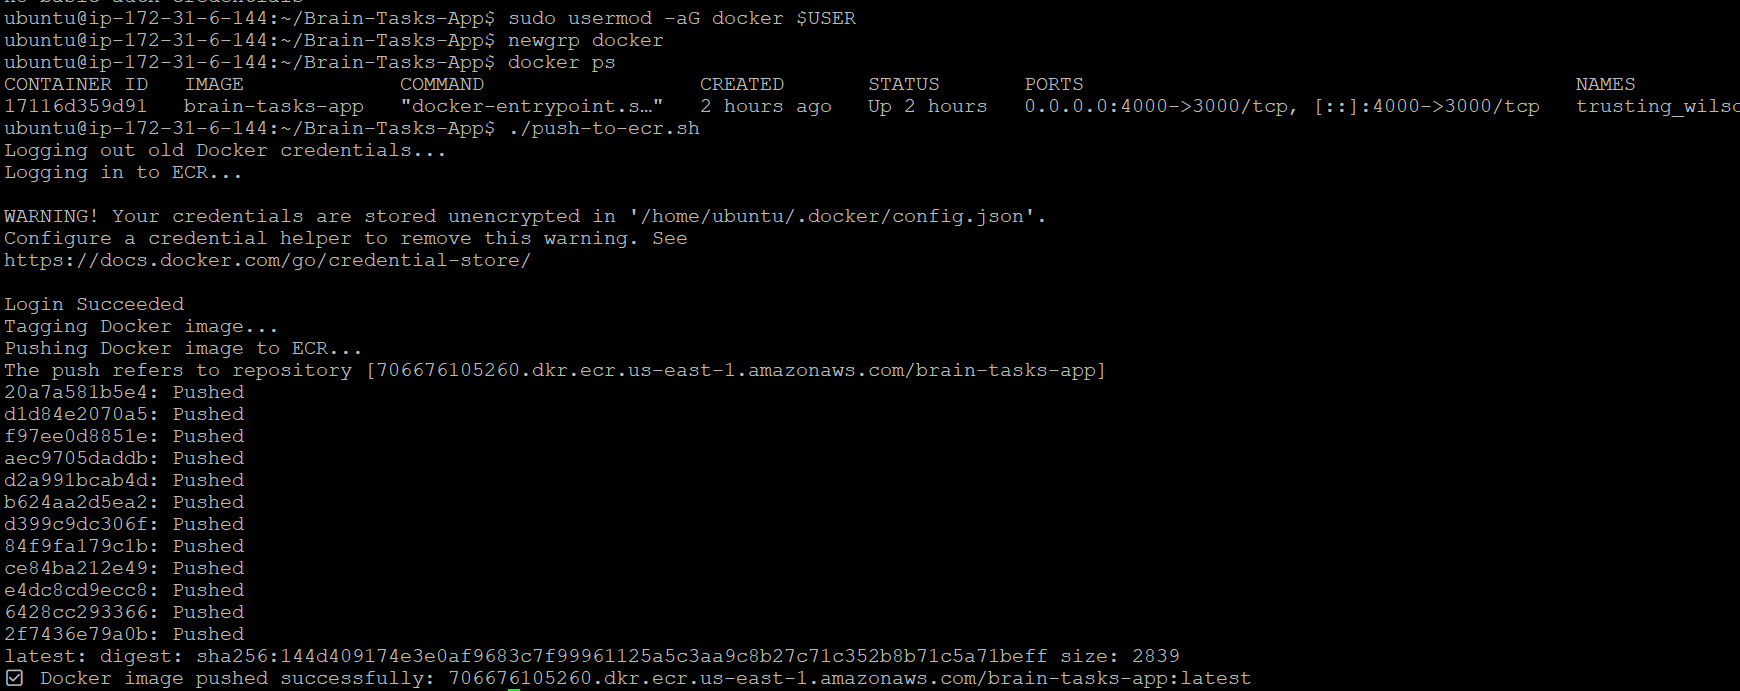 ubuntu@ip-172-31-6-144:~/Brain-Tasks-App$ sudo usermod -aG docker $USER
ubuntu@ip-172-31-6-144:~/Brain-Tasks-App$ newgrp docker
ubuntu@ip-172-31-6-144:~/Brain-Tasks-App$ docker ps
CONTAINER ID   IMAGE             COMMAND                  CREATED       STATUS       PORTS                                         NAMES
17116d359d91   brain-tasks-app   "docker-entrypoint.s…"   2 hours ago   Up 2 hours   0.0.0.0:4000->3000/tcp, [::]:4000->3000/tcp   trusting_wilso
ubuntu@ip-172-31-6-144:~/Brain-Tasks-App$ ./push-to-ecr.sh
Logging out old Docker credentials...
Logging in to ECR...
WARNING! Your credentials are stored unencrypted in '/home/ubuntu/.docker/config.json'.
Configure a credential helper to remove this warning. See
https://docs.docker.com/go/credential-store/
Login Succeeded
Tagging Docker image...
Pushing Docker image to ECR...
The push refers to repository [706676105260.dkr.ecr.us-east-1.amazonaws.com/brain-tasks-app]
20a7a581b5e4: Pushed
d1d84e2070a5: Pushed
f97ee0d8851e: Pushed
aec9705daddb: Pushed
d2a991bcab4d: Pushed
b624aa2d5ea2: Pushed
d399c9dc306f: Pushed
84f9fa179c1b: Pushed
ce84ba212e49: Pushed
e4dc8cd9ecc8: Pushed
6428cc293366: Pushed
2f7436e79a0b: Pushed
latest: digest: sha256:144d409174e3e0af9683c7f99961125a5c3aa9c8b27c71c352b8b71c5a71beff size: 2839
☑ Docker image pushed successfully: 706676105260.dkr.ecr.us-east-1.amazonaws.com/brain-tasks-app:latest